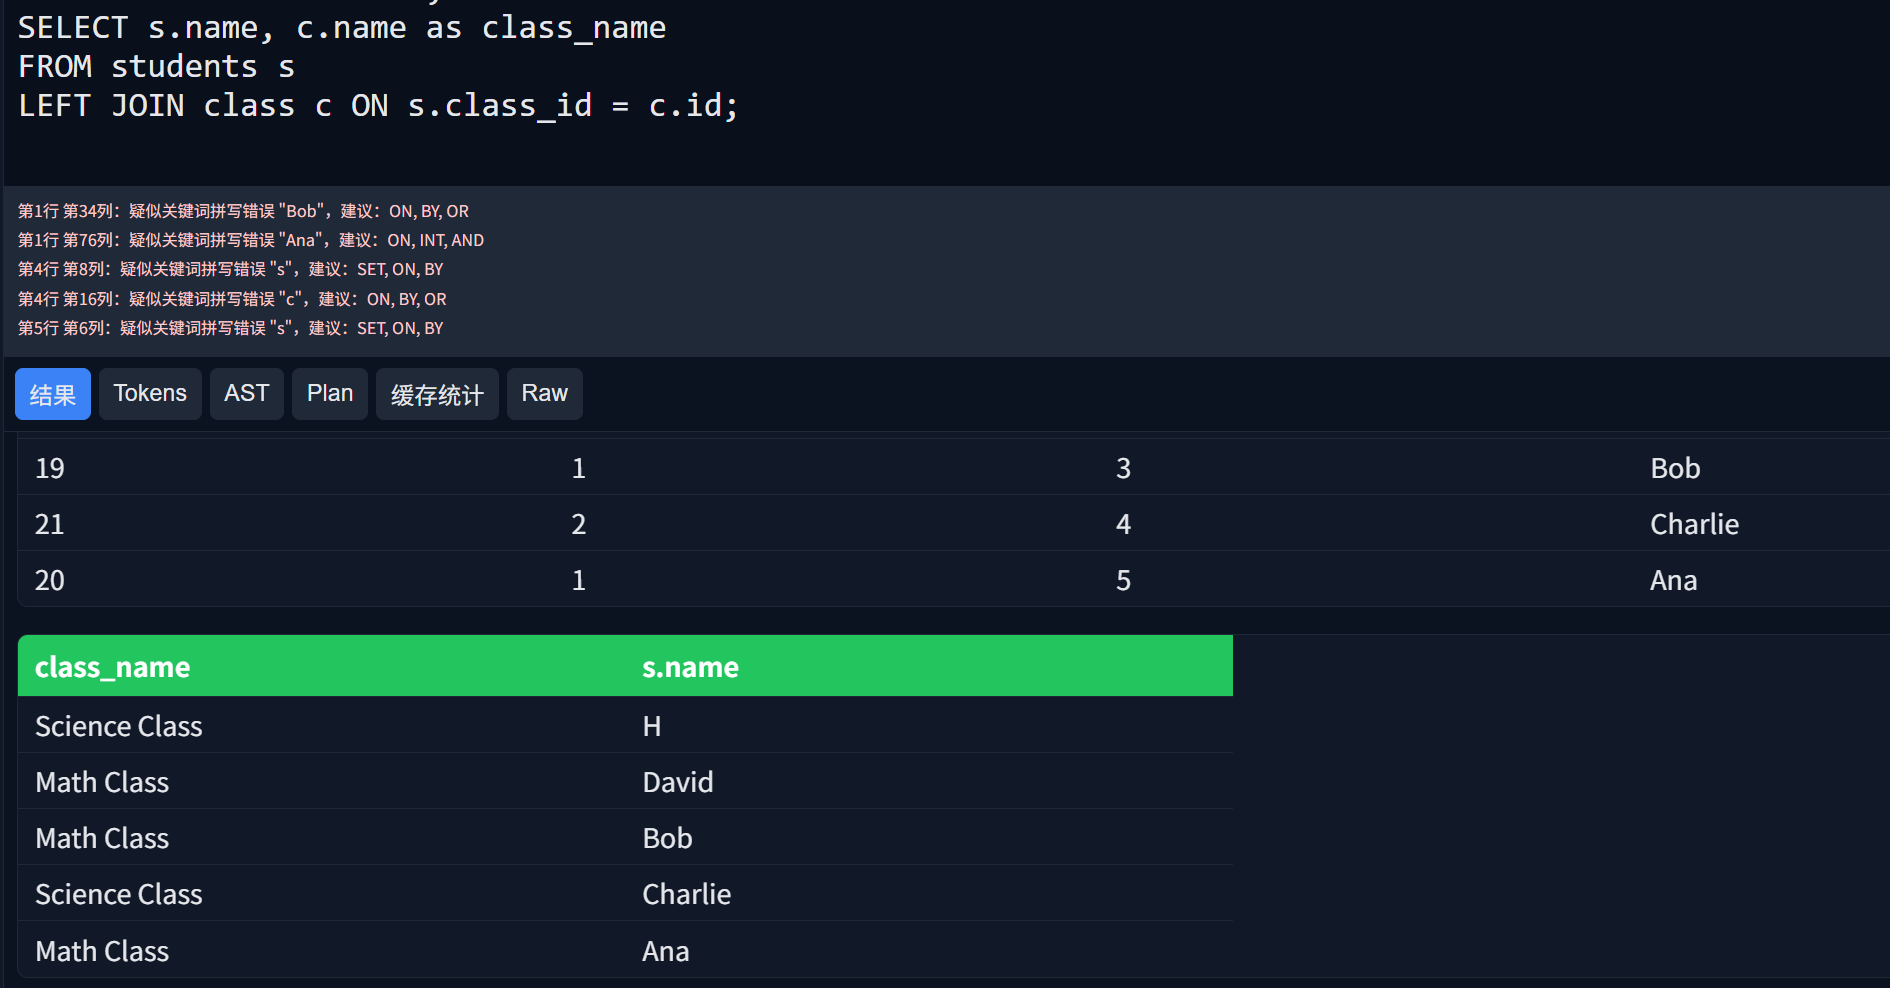 SELECT s.name, c.name as class_name
FROM students s
LEFT JOIN class c ON s.class_id = c.id;
第1行 第34列：疑似关键词拼写错误 "Bob"，建议：ON, BY, OR
第1行 第76列：疑似关键词拼写错误 "Ana"，建议：ON, INT, AND
第4行 第8列：疑似关键词拼写错误 "s"，建议：SET, ON, BY
第4行 第16列：疑似关键词拼写错误 "c"，建议：ON, BY, OR
第5行 第6列：疑似关键词拼写错误 "s"，建议：SET, ON, BY
结果 Tokens AST Plan 缓存统计 Raw
19 1 3 Bob
21 2 4 Charlie
20 1 5 Ana
class_name s.name
Science Class H
Math Class David
Math Class Bob
Science Class Charlie
Math Class Ana